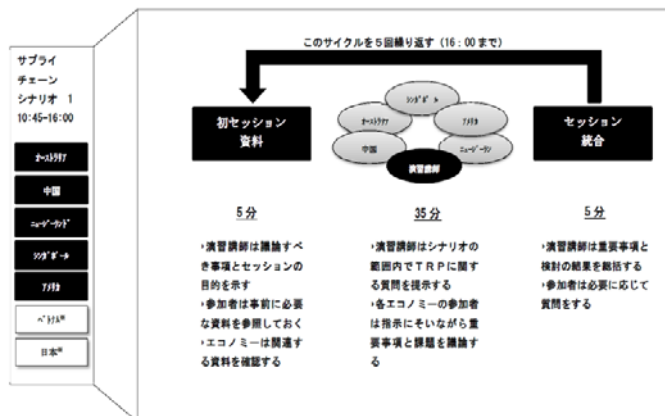 サプライ
チェーン
シナリオ 1
10:45-16:00
ｵｰｽﾄﾗﾘｱ
中国
ﾆｭｰｼﾞｰﾗﾝﾄﾞ
ｼﾝｶﾞﾎﾟｰﾙ
ｱﾒﾘｶ
ﾍﾞﾄﾅﾑ※
日本※
このサイクルを５回繰り返す（16：00まで）
初セッション
資料
ｼﾝｶﾞﾎﾟｰﾙ
ｵｰｽﾄﾗﾘｱ
ｱﾒﾘｶ
中国
ﾆｭｰｼﾞｰﾗﾝ
演習講師
セッション
統合
５分
›演習講師は議論すべ
き事項とセッションの
目的を示す
›参加者は事前に必要
な資料を参照しておく
›エコノミーは関連す
る資料を確認する
35分
›演習講師はシナリオの
範囲内でＴＲＰに関す
る質問を提示する
›各エコノミーの参加者
は指示にそいながら重
要事項と課題を議論す
る
５分
›演習講師は重要事項と
検討の結果を総括する
›参加者は必要に応じて
質問をする